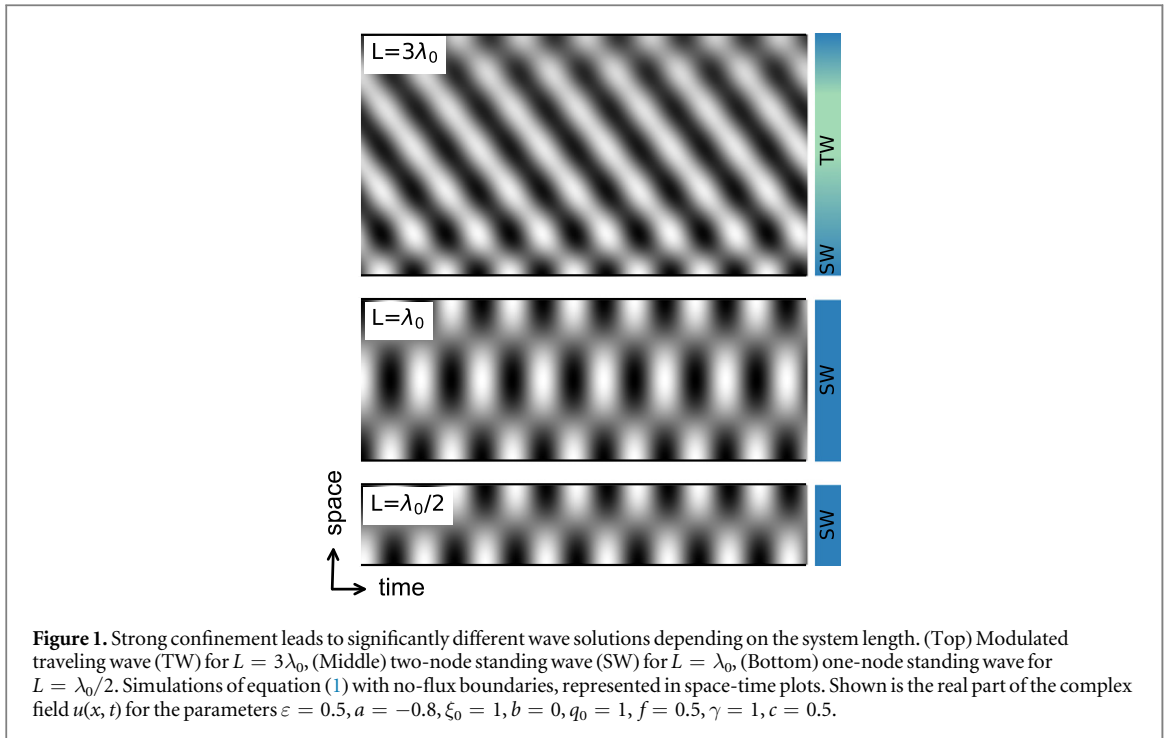 L=3λ₀
TW
SW
L=λ₀
SW
L=λ₀/2
SW
space
time
Figure 1. Strong confinement leads to significantly different wave solutions depending on the system length. (Top) Modulated
traveling wave (TW) for L = 3λ₀, (Middle) two-node standing wave (SW) for L = λ₀, (Bottom) one-node standing wave for
L = λ₀/2. Simulations of equation (1) with no-flux boundaries, represented in space-time plots. Shown is the real part of the complex
field u(x, t) for the parameters ε = 0.5, a = −0.8, ξ₀ = 1, b = 0, q₀ = 1, f = 0.5, γ = 1, c = 0.5.